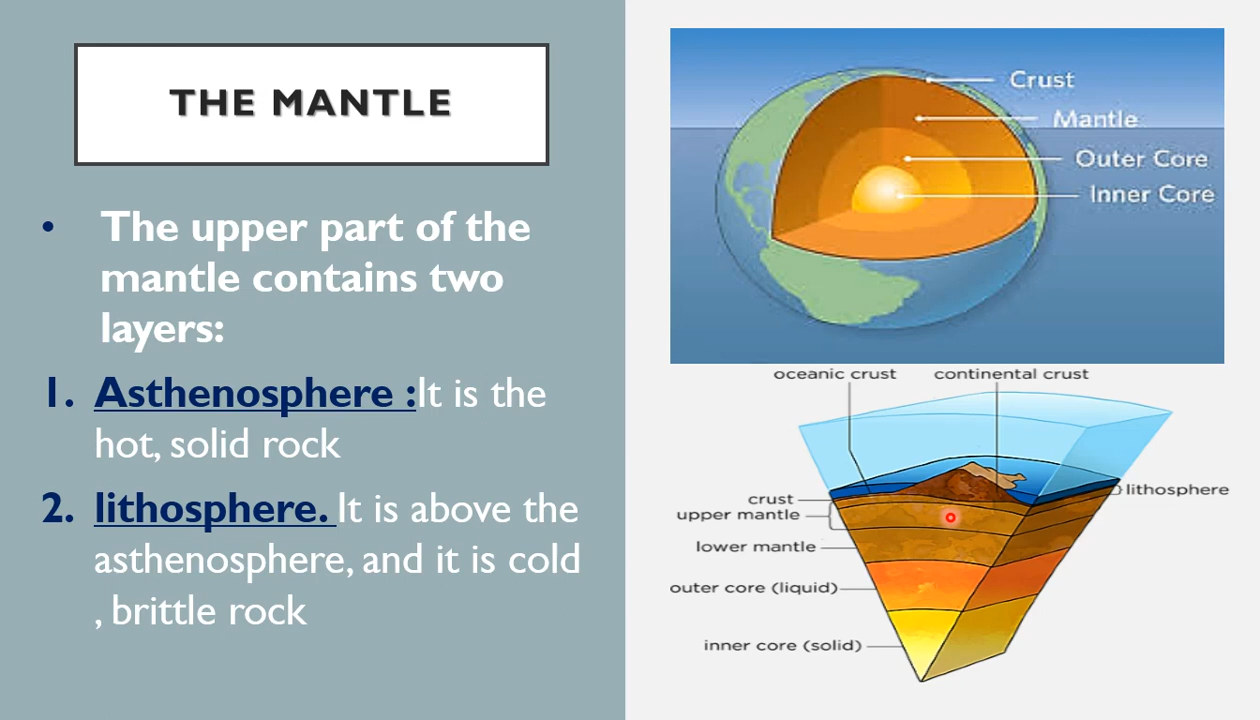 THE MANTLE
• The upper part of the
mantle contains two
layers:
1. Asthenosphere :It is the
hot, solid rock
2. lithosphere. It is above the
asthenosphere, and it is cold
, brittle rock
Crust
Mantle
Outer Core
Inner Core
oceanic crust
continental crust
crust
lithosphere
upper mantle
lower mantle
outer core (liquid)
inner core (solid)